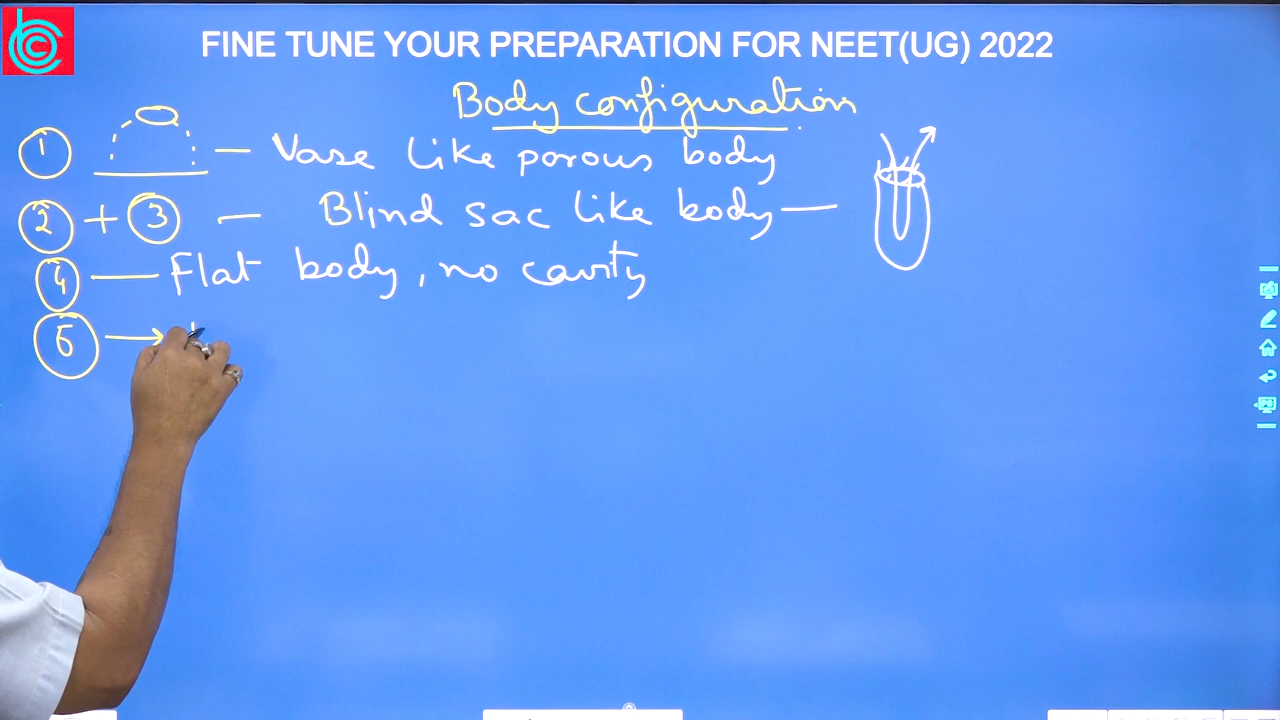 FINE TUNE YOUR PREPARATION FOR NEET(UG) 2022
Body configuration
1 — Vase like porous body
2 + 3 — Blind sac like body —
4 — Flat body, no cavity
5 →